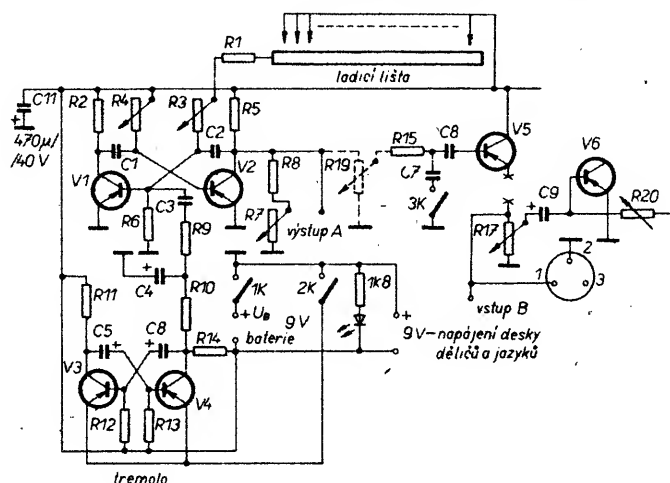 R1
ladicí lišta
C11
470µ/
/40 V
R2
R4
R3
R5
C1
C2
V1
V2
R6
C3
R9
R8
R7
výstup A
R19
R15
C8
C7
3K
V5
V6
C9
R17
R20
2
1
3
vstup B
R11
C4
R10
1K
+ UB
baterie
2K
9 V
1k8
+
9 V – napájení desky
děličů a jazyků
C5
C8
R14
V3
V4
R12
R13
tremolo